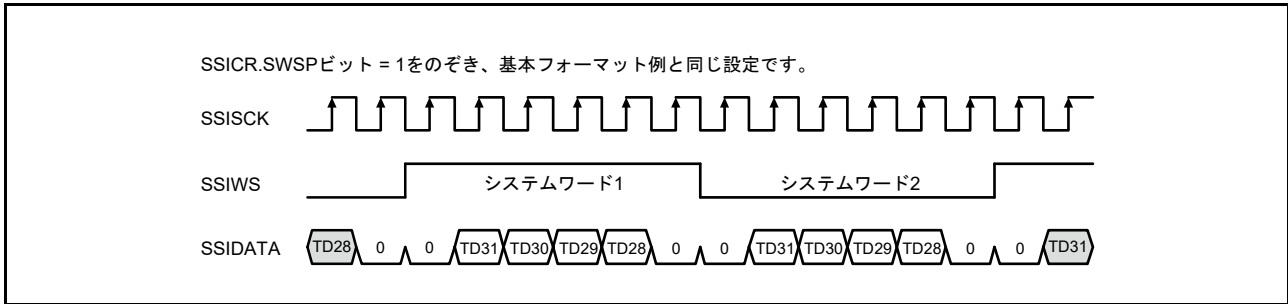 SSICR.SWSPビット = 1をのぞき、基本フォーマット例と同じ設定です。
SSISCK
SSIWS システムワード1 システムワード2
SSIDATA TD28 0 0 TD31 TD30 TD29 TD28 0 0 TD31 TD30 TD29 TD28 0 0 TD31